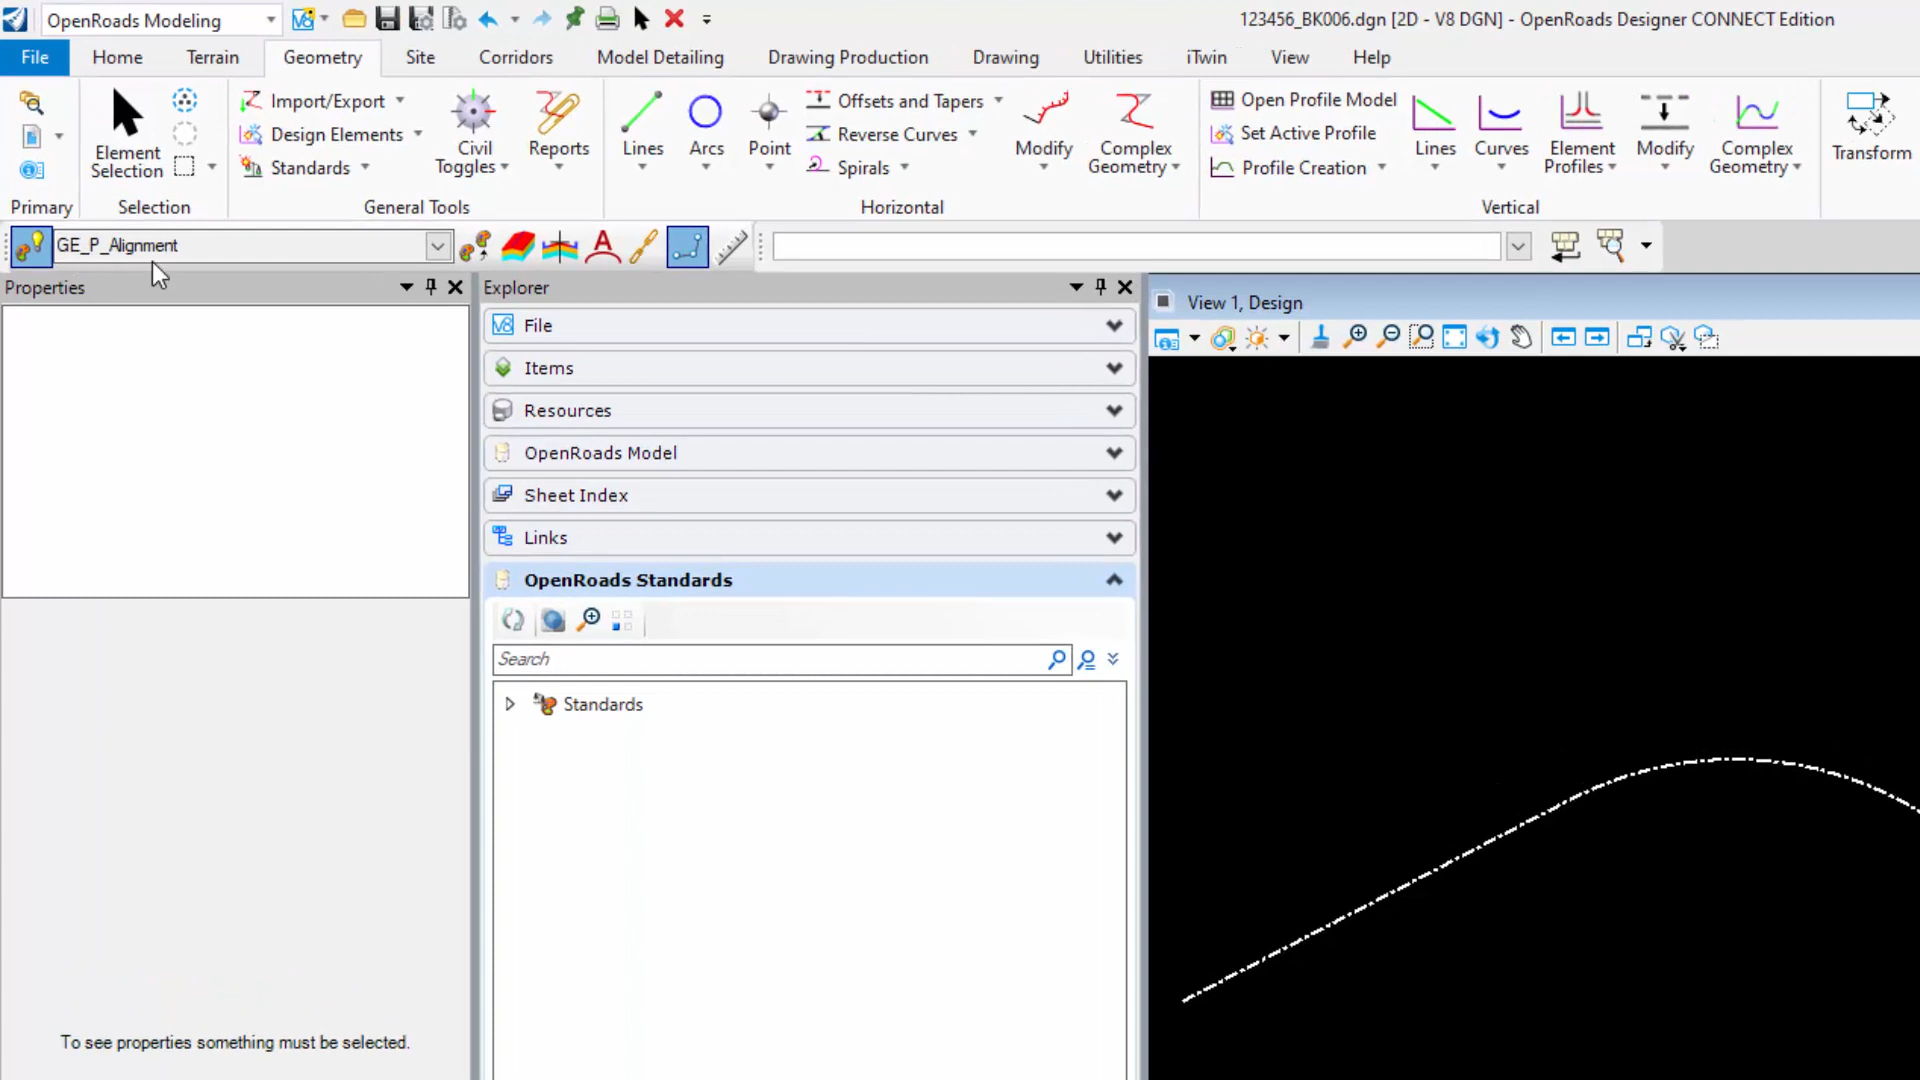 OpenRoads Modeling
123456_BK006.dgn [2D - V8 DGN] - OpenRoads Designer CONNECT Edition
File Home Terrain Geometry Site Corridors Model Detailing Drawing Production Drawing Utilities iTwin View Help
Element Selection
Import/Export
Design Elements
Standards
Civil Toggles
Reports
Lines
Arcs
Point
Offsets and Tapers
Reverse Curves
Spirals
Modify
Complex Geometry
Open Profile Model
Set Active Profile
Profile Creation
Lines
Curves
Element Profiles
Modify
Complex Geometry
Transform
Primary Selection General Tools Horizontal Vertical
GE_P_Alignment
Properties
To see properties something must be selected.
Explorer
File
Items
Resources
OpenRoads Model
Sheet Index
Links
OpenRoads Standards
Search
Standards
View 1, Design